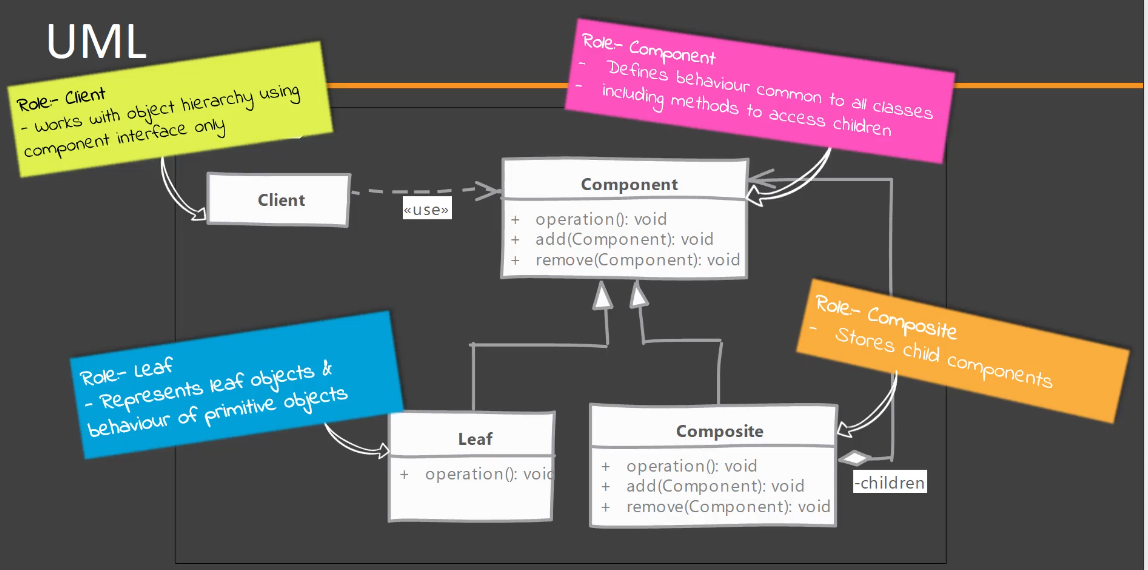 UML
Role:- Client
- Works with object hierarchy using
component interface only
Role:- Component
- Defines behaviour common to all classes
- including methods to access children
Client
«use»
Component
+ operation(): void
+ add(Component): void
+ remove(Component): void
Role:- Composite
- Stores child components
Role:- Leaf
- Represents leaf objects &
behaviour of primitive objects
Leaf
+ operation(): void
Composite
+ operation(): void
+ add(Component): void
+ remove(Component): void
-children